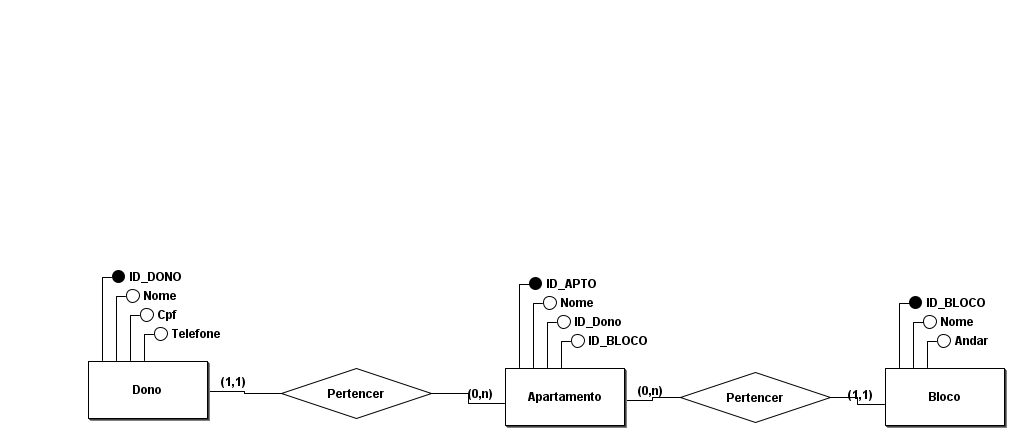 ID_DONO
Nome
Cpf
Telefone
Dono
(1,1)
Pertencer
(0,n)
ID_APTO
Nome
ID_Dono
ID_BLOCO
Apartamento
(0,n)
Pertencer
(1,1)
ID_BLOCO
Nome
Andar
Bloco